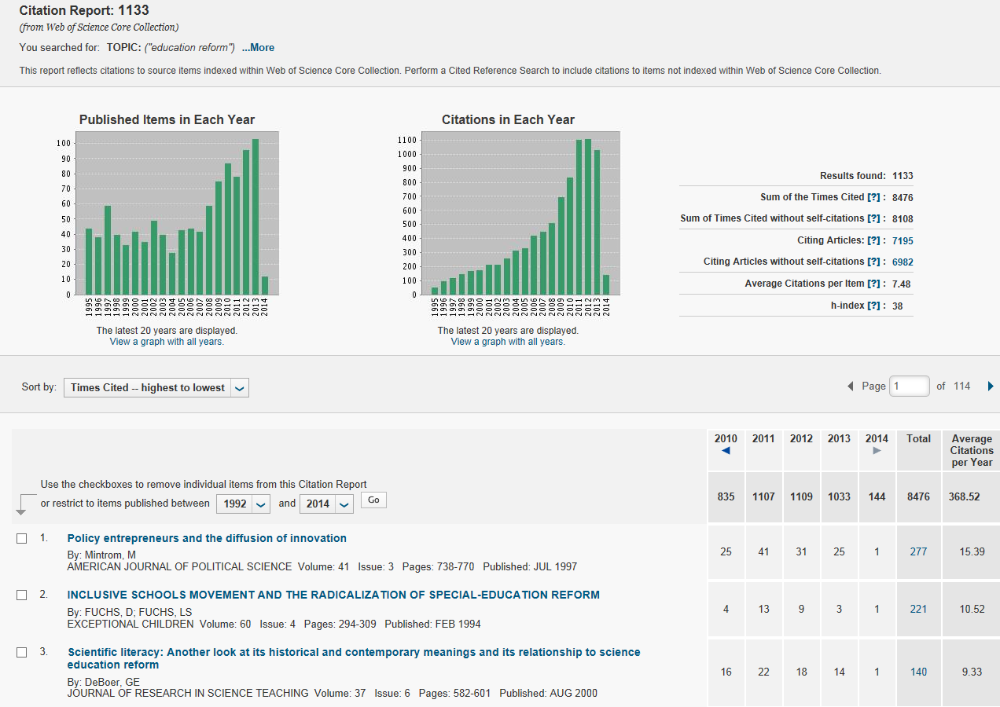 Citation Report: 1133
(from Web of Science Core Collection)
You searched for: TOPIC: ("education reform") ...More
This report reflects citations to source items indexed within Web of Science Core Collection. Perform a Cited Reference Search to include citations to items not indexed within Web of Science Core Collection.
Published Items in Each Year
100
90
80
70
60
50
40
30
20
10
0
1995 1996 1997 1998 1999 2000 2001 2002 2003 2004 2005 2006 2007 2008 2009 2010 2011 2012 2013 2014
The latest 20 years are displayed.
View a graph with all years.
Citations in Each Year
1100
1000
900
800
700
600
500
400
300
200
100
0
1995 1996 1997 1998 1999 2000 2001 2002 2003 2004 2005 2006 2007 2008 2009 2010 2011 2012 2013 2014
The latest 20 years are displayed.
View a graph with all years.
Results found: 1133
Sum of the Times Cited [?] : 8476
Sum of Times Cited without self-citations [?] : 8108
Citing Articles: [?] : 7195
Citing Articles without self-citations [?] : 6982
Average Citations per Item [?] : 7.48
h-index [?] : 38
Sort by: Times Cited -- highest to lowest
Page 1 of 114
2010 2011 2012 2013 2014 Total Average
Citations
per Year
Use the checkboxes to remove individual items from this Citation Report
or restrict to items published between 1992 and 2014 Go
835 1107 1109 1033 144 8476 368.52
1. Policy entrepreneurs and the diffusion of innovation
By: Mintrom, M
AMERICAN JOURNAL OF POLITICAL SCIENCE Volume: 41 Issue: 3 Pages: 738-770 Published: JUL 1997
25 41 31 25 1 277 15.39
2. INCLUSIVE SCHOOLS MOVEMENT AND THE RADICALIZATION OF SPECIAL-EDUCATION REFORM
By: FUCHS, D; FUCHS, LS
EXCEPTIONAL CHILDREN Volume: 60 Issue: 4 Pages: 294-309 Published: FEB 1994
4 13 9 3 1 221 10.52
3. Scientific literacy: Another look at its historical and contemporary meanings and its relationship to science
education reform
By: DeBoer, GE
JOURNAL OF RESEARCH IN SCIENCE TEACHING Volume: 37 Issue: 6 Pages: 582-601 Published: AUG 2000
16 22 18 14 1 140 9.33